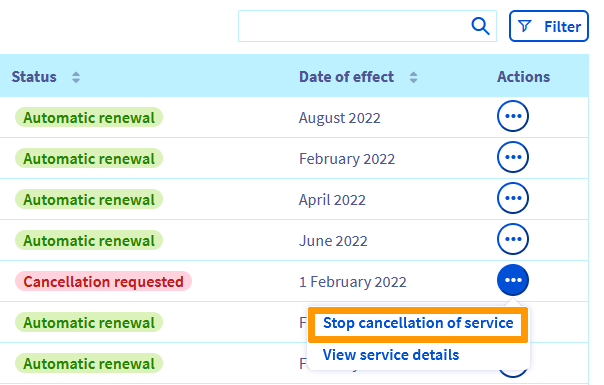 Filter
Status Date of effect Actions
Automatic renewal August 2022
Automatic renewal February 2022
Automatic renewal April 2022
Automatic renewal June 2022
Cancellation requested 1 February 2022
Automatic renewal
Stop cancellation of service
Automatic renewal
View service details